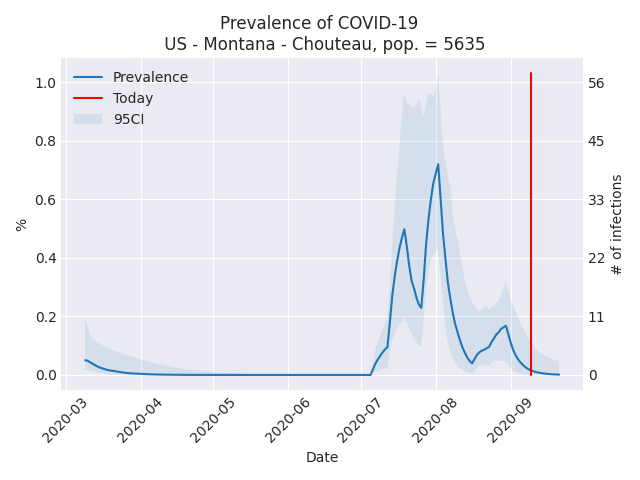 Prevalence of COVID-19
US - Montana - Chouteau, pop. = 5635
Prevalence
Today
95CI
1.0
0.8
0.6
0.4
0.2
0.0
%
56
45
33
22
11
0
# of infections
2020-03
2020-04
2020-05
2020-06
2020-07
2020-08
2020-09
Date